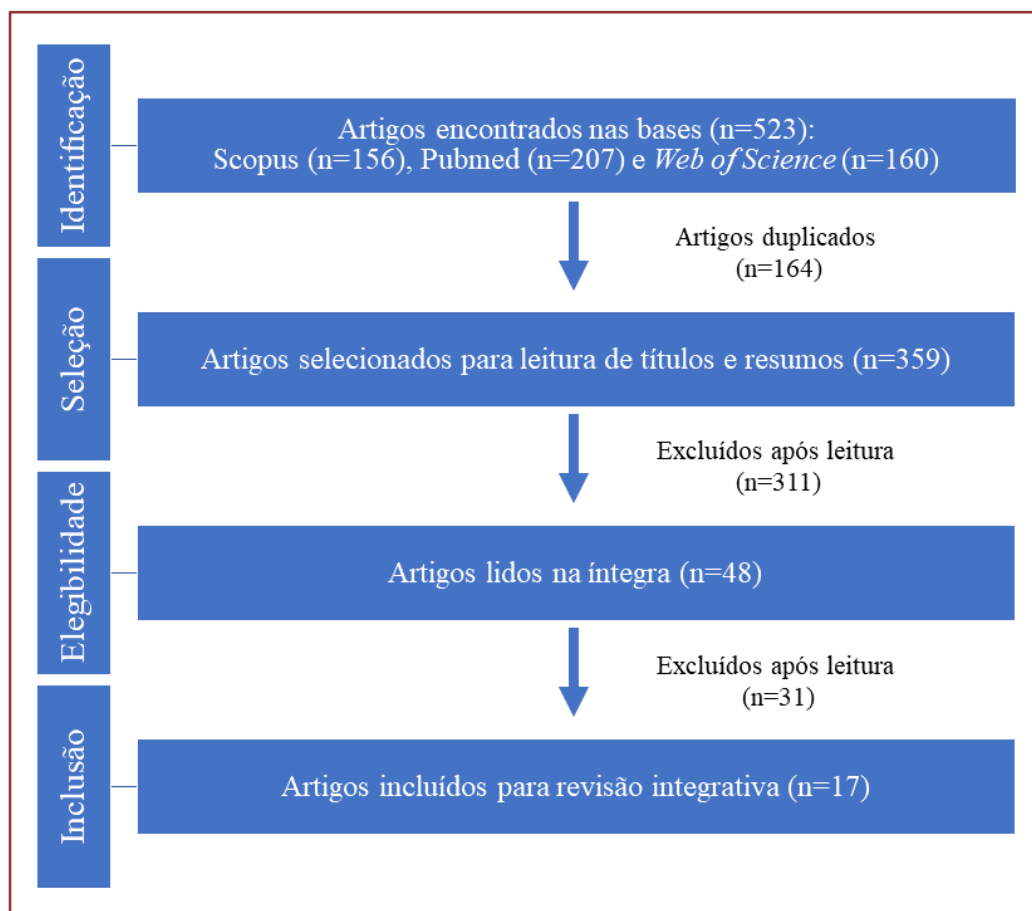 Identificação
Artigos encontrados nas bases (n=523):
Scopus (n=156), Pubmed (n=207) e Web of Science (n=160)
Artigos duplicados
(n=164)
Seleção
Artigos selecionados para leitura de títulos e resumos (n=359)
Excluídos após leitura
(n=311)
Elegibilidade
Artigos lidos na íntegra (n=48)
Excluídos após leitura
(n=31)
Inclusão
Artigos incluídos para revisão integrativa (n=17)